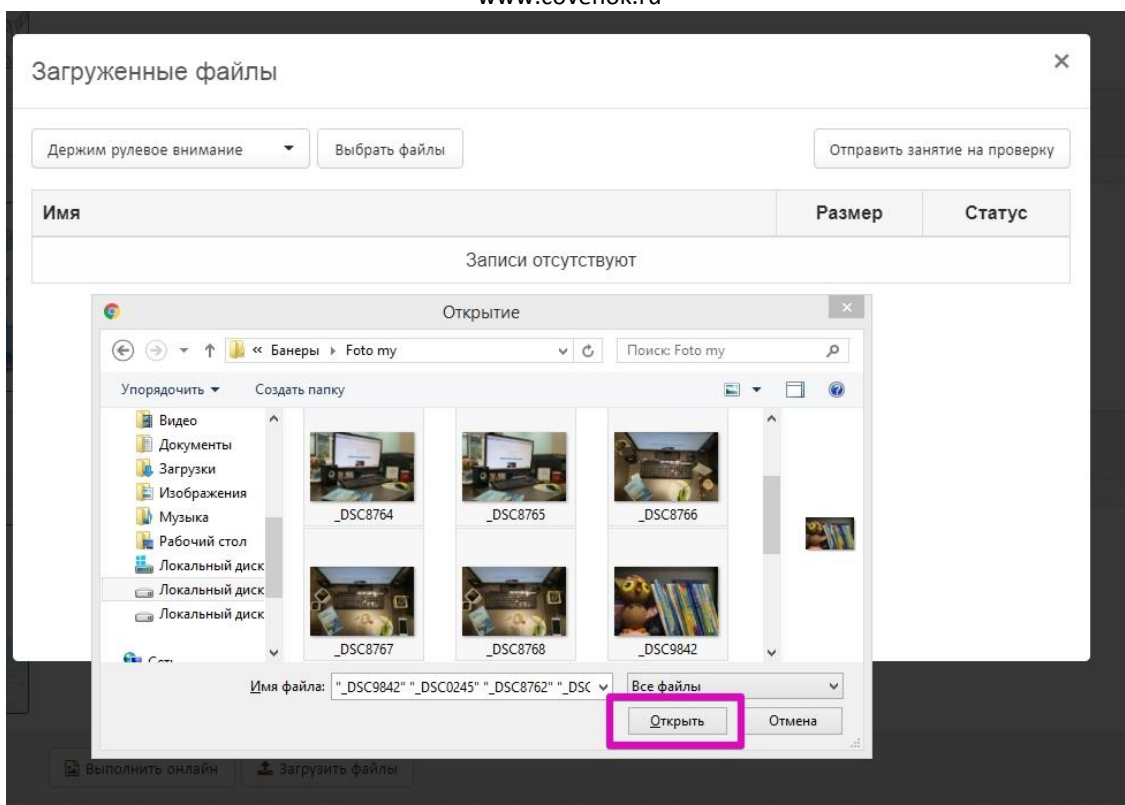 www.covenok.ru
Загруженные файлы
Держим рулевое внимание
Выбрать файлы
Отправить занятие на проверку
Имя
Размер
Статус
Записи отсутствуют
Открытие
« Банеры Foto my
Поиск: Foto my
Упорядочить
Создать папку
Видео
Документы
Загрузки
Изображения
Музыка
Рабочий стол
Локальный диск
Локальный диск
Локальный диск
_DSC8764
_DSC8765
_DSC8766
_DSC8767
_DSC8768
_DSC9842
Имя файла:
"_DSC9842" "_DSC0245" "_DSC8762" "_DSC
Все файлы
Открыть
Отмена
Выполнить онлайн
Загрузить файлы